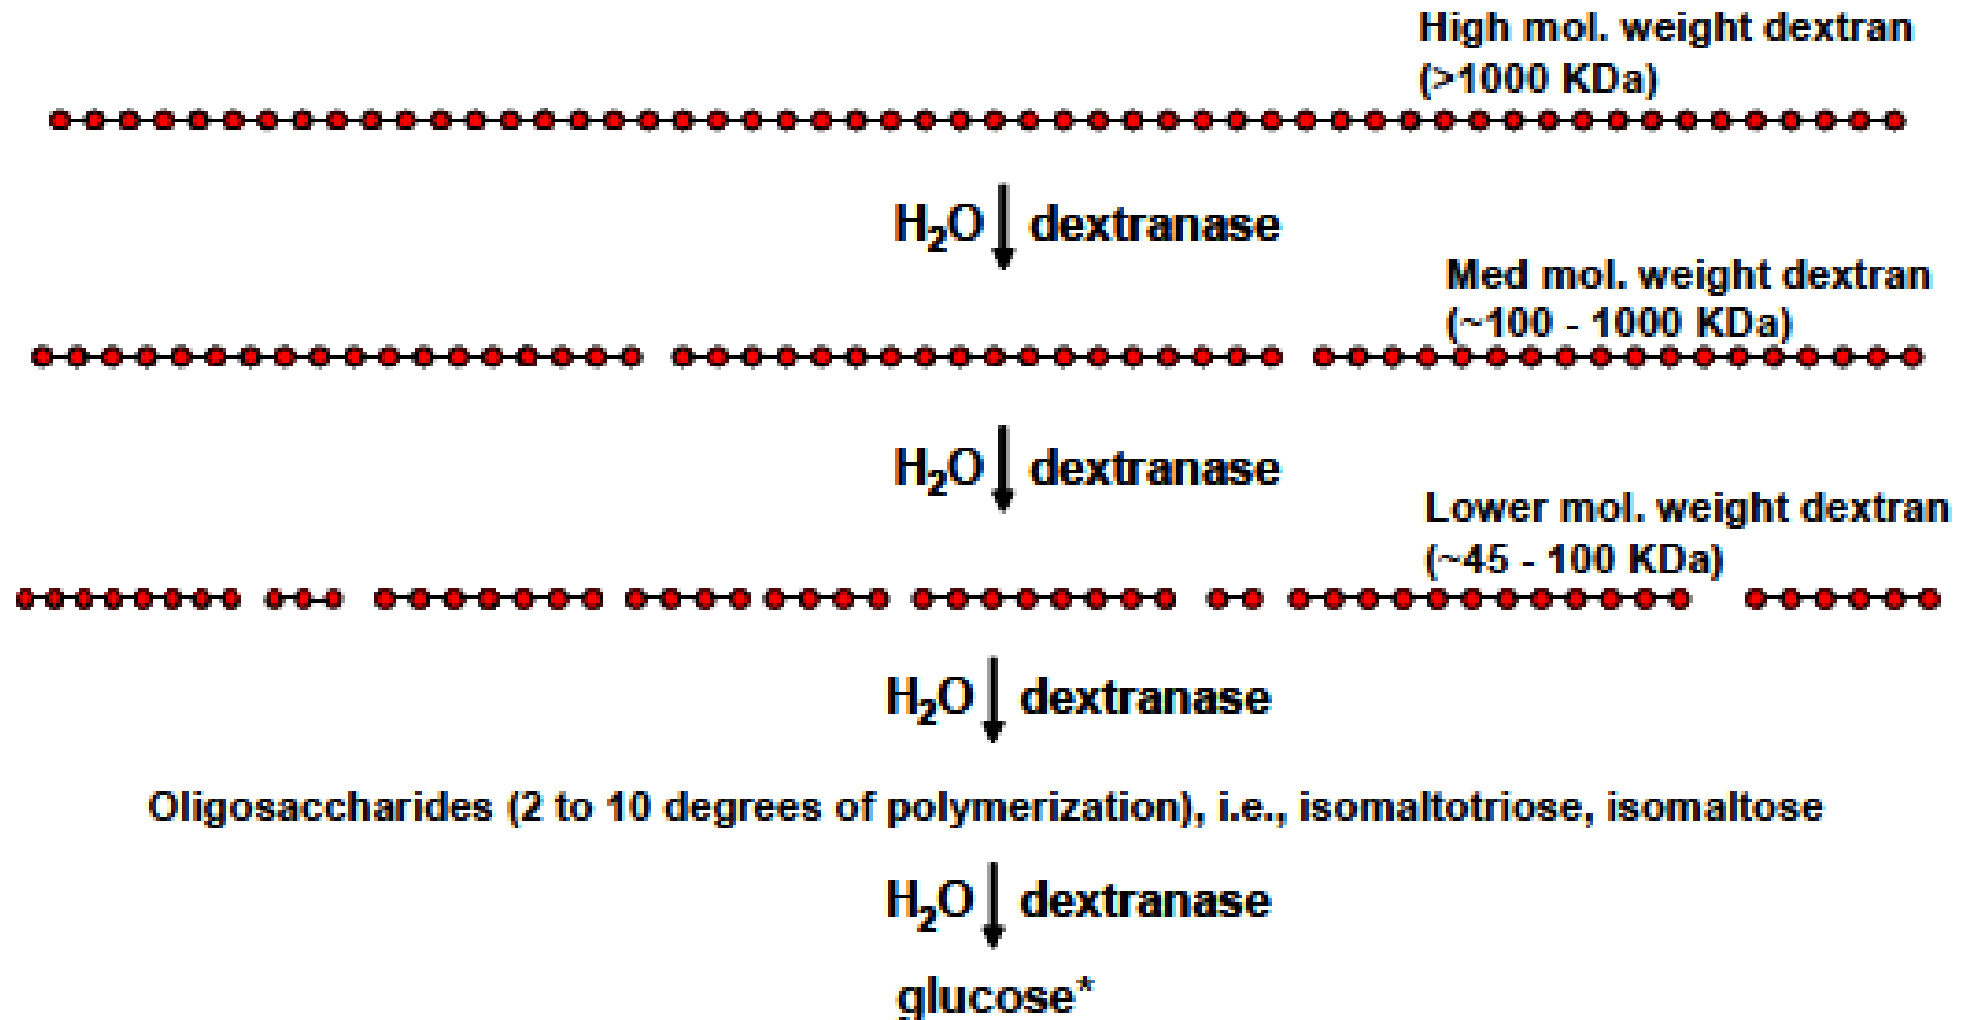 High mol. weight dextran
(>1000 KDa)
H₂O dextranase
Med mol. weight dextran
(~100 - 1000 KDa)
H₂O dextranase
Lower mol. weight dextran
(~45 - 100 KDa)
H₂O dextranase
Oligosaccharides (2 to 10 degrees of polymerization), i.e., isomaltotriose, isomaltose
H₂O dextranase
glucose*